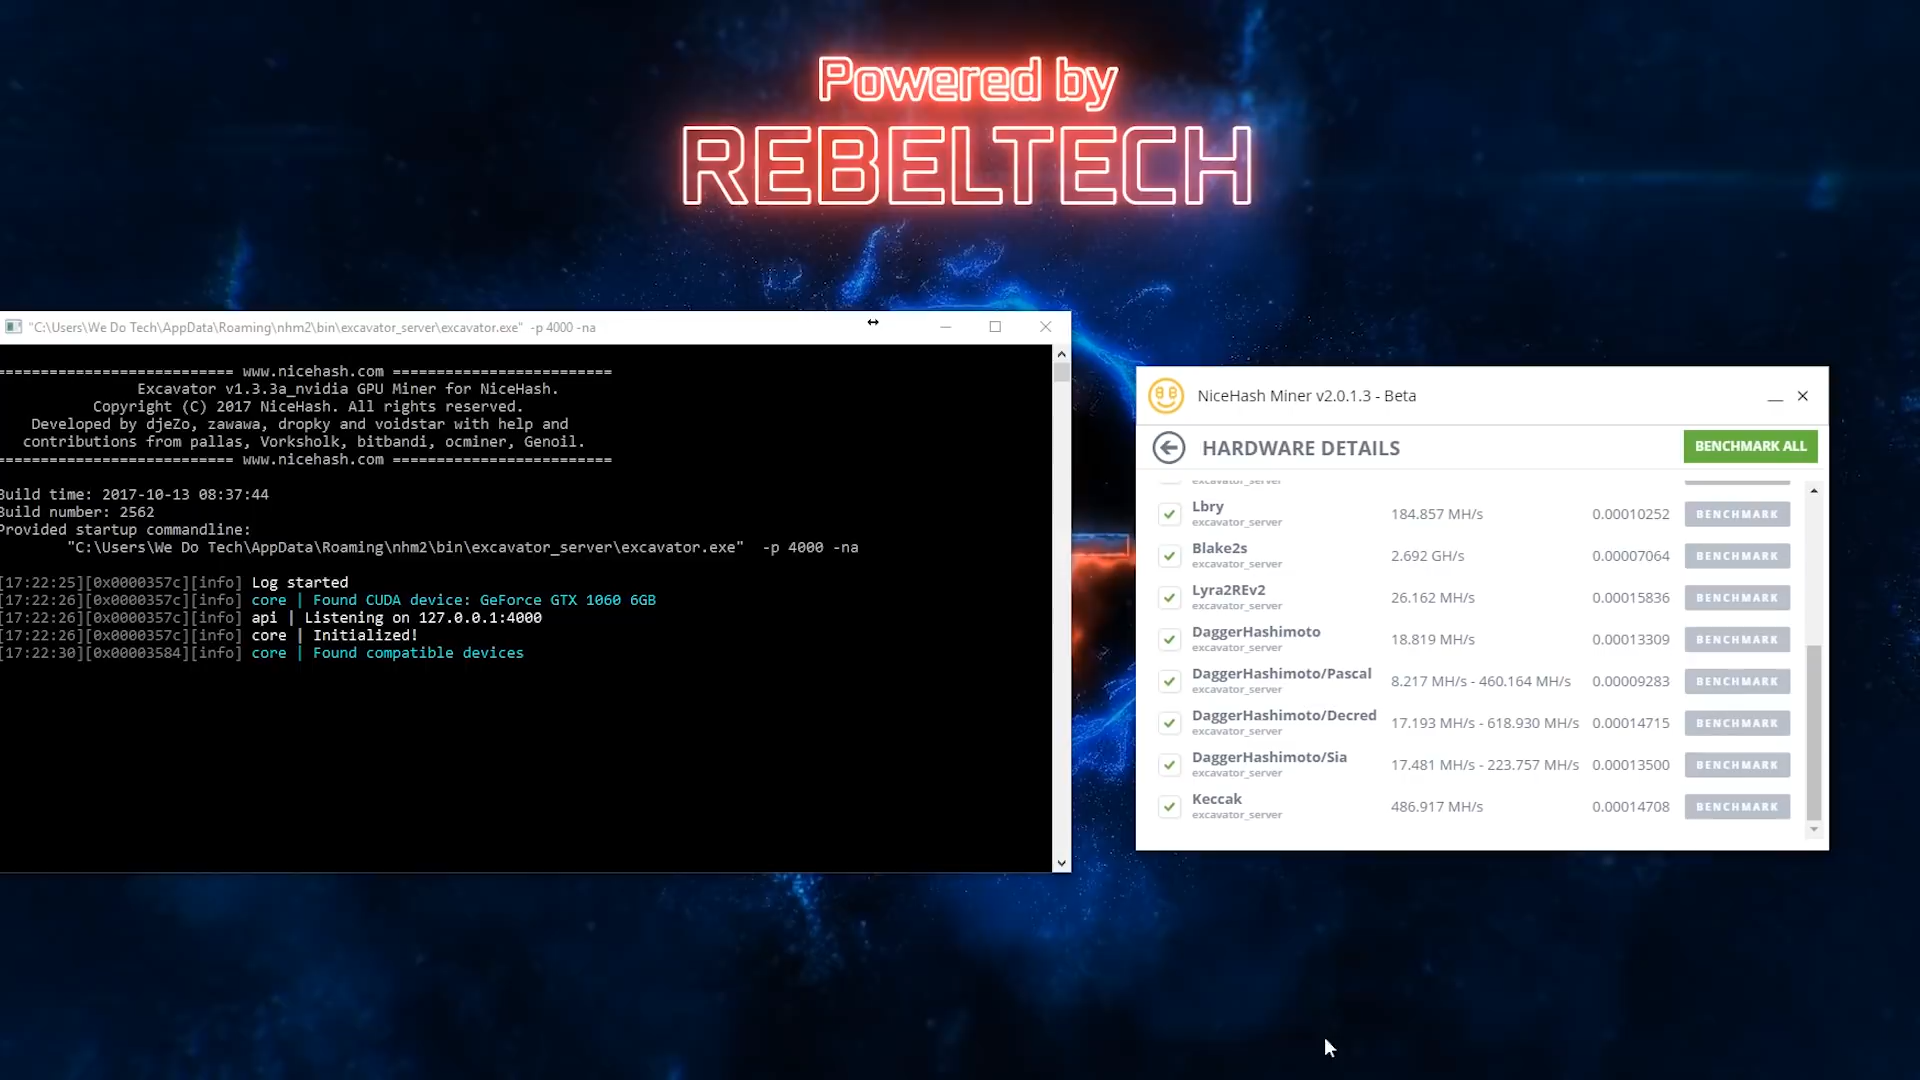 Powered by
REBELTECH
"C:\Users\We Do Tech\AppData\Roaming\nhm2\bin\excavator_server\excavator.exe" -p 4000 -na
=========================== www.nicehash.com =========================
Excavator v1.3.3a_nvidia GPU Miner for NiceHash.
Copyright (C) 2017 NiceHash. All rights reserved.
Developed by djeZo, zawawa, dropky and voidstar with help and
contributions from pallas, Vorksholk, bitbandi, ocminer, Genoil.
=========================== www.nicehash.com =========================
Build time: 2017-10-13 08:37:44
Build number: 2562
Provided startup commandline:
"C:\Users\We Do Tech\AppData\Roaming\nhm2\bin\excavator_server\excavator.exe" -p 4000 -na
[17:22:25][0x0000357c][info] Log started
[17:22:26][0x0000357c][info] core | Found CUDA device: GeForce GTX 1060 6GB
[17:22:26][0x0000357c][info] api | Listening on 127.0.0.1:4000
[17:22:26][0x0000357c][info] core | Initialized!
[17:22:30][0x00003584][info] core | Found compatible devices
NiceHash Miner v2.0.1.3 - Beta
HARDWARE DETAILS BENCHMARK ALL
excavator_server
Lbry 184.857 MH/s 0.00010252 BENCHMARK
excavator_server
Blake2s 2.692 GH/s 0.00007064 BENCHMARK
excavator_server
Lyra2REv2 26.162 MH/s 0.00015836 BENCHMARK
excavator_server
DaggerHashimoto 18.819 MH/s 0.00013309 BENCHMARK
excavator_server
DaggerHashimoto/Pascal 8.217 MH/s - 460.164 MH/s 0.00009283 BENCHMARK
excavator_server
DaggerHashimoto/Decred 17.193 MH/s - 618.930 MH/s 0.00014715 BENCHMARK
excavator_server
DaggerHashimoto/Sia 17.481 MH/s - 223.757 MH/s 0.00013500 BENCHMARK
excavator_server
Keccak 486.917 MH/s 0.00014708 BENCHMARK
excavator_server